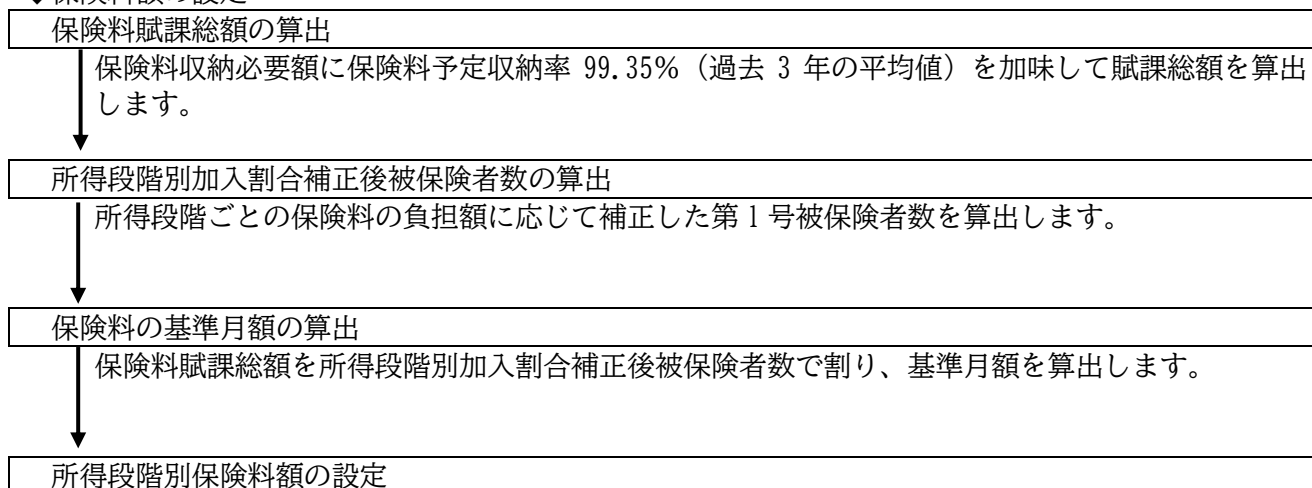 ◆保険料額の設定
保険料賦課総額の算出
保険料収納必要額に保険料予定収納率 99.35%（過去 3 年の平均値）を加味して賦課総額を算出
します。
所得段階別加入割合補正後被保険者数の算出
所得段階ごとの保険料の負担額に応じて補正した第1号被保険者数を算出します。
保険料の基準月額の算出
保険料賦課総額を所得段階別加入割合補正後被保険者数で割り、基準月額を算出します。
所得段階別保険料額の設定